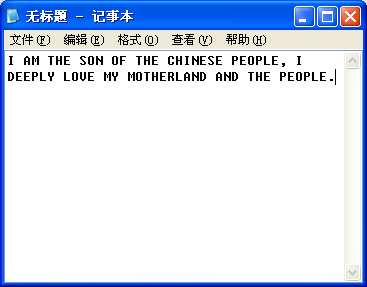 无标题 - 记事本
文件(F) 编辑(E) 格式(O) 查看(V) 帮助(H)
I AM THE SON OF THE CHINESE PEOPLE, I
DEEPLY LOVE MY MOTHERLAND AND THE PEOPLE.